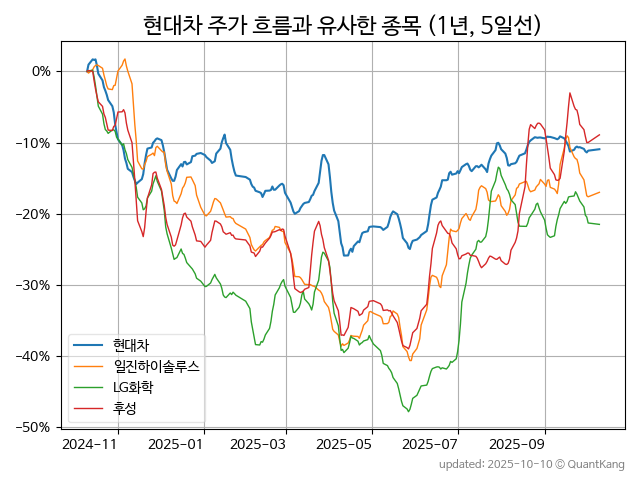 현대차 주가 흐름과 유사한 종목 (1년, 5일선)
0%
−10%
−20%
−30%
−40%
−50%
현대차
일진하이솔루스
LG화학
후성
2024−11
2025−01
2025−03
2025−05
2025−07
2025−09
updated: 2025-10-10 © QuantKang